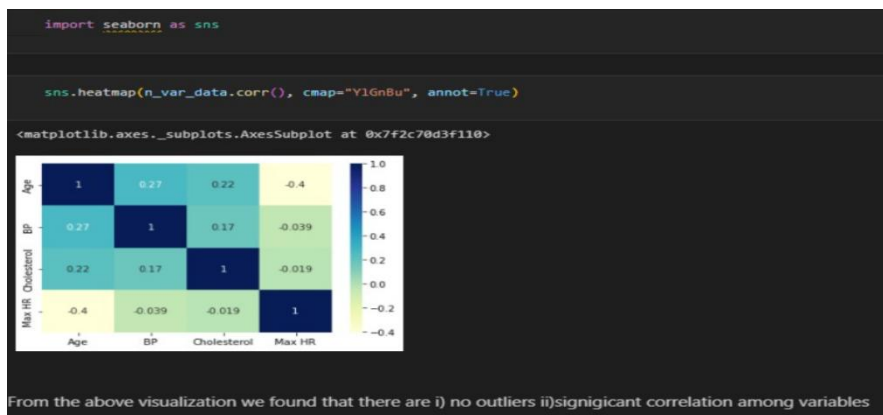 import seaborn as sns
sns.heatmap(n_var_data.corr(), cmap="YlGnBu", annot=True)
<matplotlib.axes._subplots.AxesSubplot at 0x7f2c70d3f110>
1.0
Age 1 0.27 0.22 -0.4
0.8
0.6
BP 0.27 1 0.17 -0.039
0.4
0.2
Cholesterol 0.22 0.17 1 -0.019
0.0
Max HR -0.4 -0.039 -0.019 1
-0.2
-0.4
Age BP Cholesterol Max HR
From the above visualization we found that there are i) no outliers ii)signigicant correlation among variables